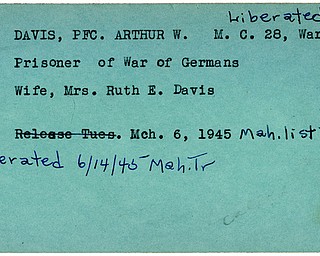 Liberated
DAVIS, PFC. ARTHUR W. M. C. 28, War
Prisoner of War of Germans
Wife, Mrs. Ruth E. Davis
Release Tues. Mch. 6, 1945 Mah. list
erated 6/14/45 Mah. Tr